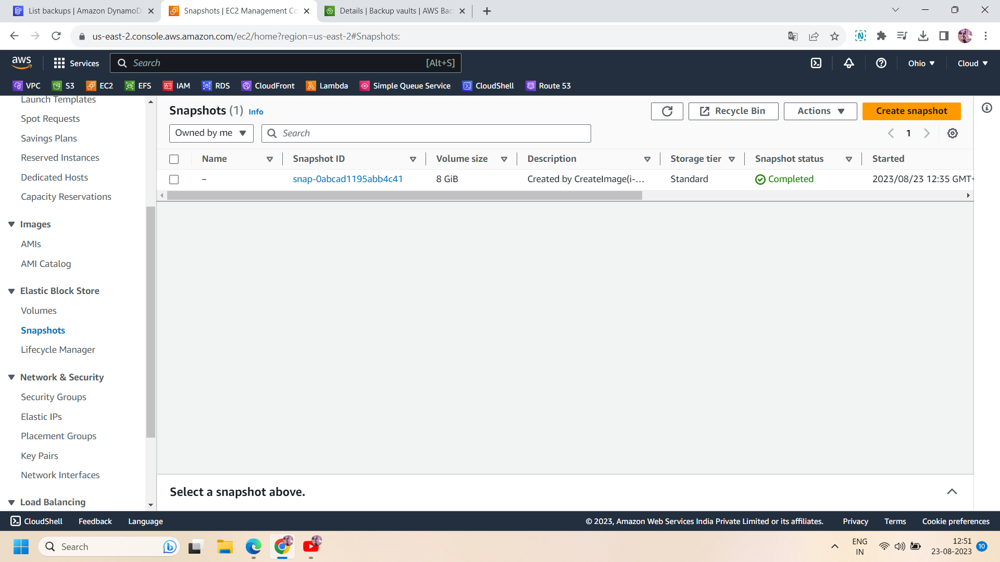 List backups | Amazon DynamoD
Snapshots | EC2 Management Co
Details | Backup vaults | AWS Bac
us-east-2.console.aws.amazon.com/ec2/home?region=us-east-2#Snapshots:
aws
Services
Search
[Alt+S]
Ohio
Cloud
VPC
S3
EC2
EFS
IAM
RDS
CloudFront
Lambda
Simple Queue Service
CloudShell
Route 53
Launch Templates
Spot Requests
Savings Plans
Reserved Instances
Dedicated Hosts
Capacity Reservations
Images
AMIs
AMI Catalog
Elastic Block Store
Volumes
Snapshots
Lifecycle Manager
Network & Security
Security Groups
Elastic IPs
Placement Groups
Key Pairs
Network Interfaces
Load Balancing
Snapshots (1) Info
Recycle Bin
Actions
Create snapshot
Owned by me
Search
1
Name
Snapshot ID
Volume size
Description
Storage tier
Snapshot status
Started
–
snap-0abcad1195abb4c41
8 GiB
Created by CreateImage(i-...
Standard
Completed
2023/08/23 12:35 GMT+
Select a snapshot above.
CloudShell
Feedback
Language
© 2023, Amazon Web Services India Private Limited or its affiliates.
Privacy
Terms
Cookie preferences
Search
ENG
IN
12:51
23-08-2023
10